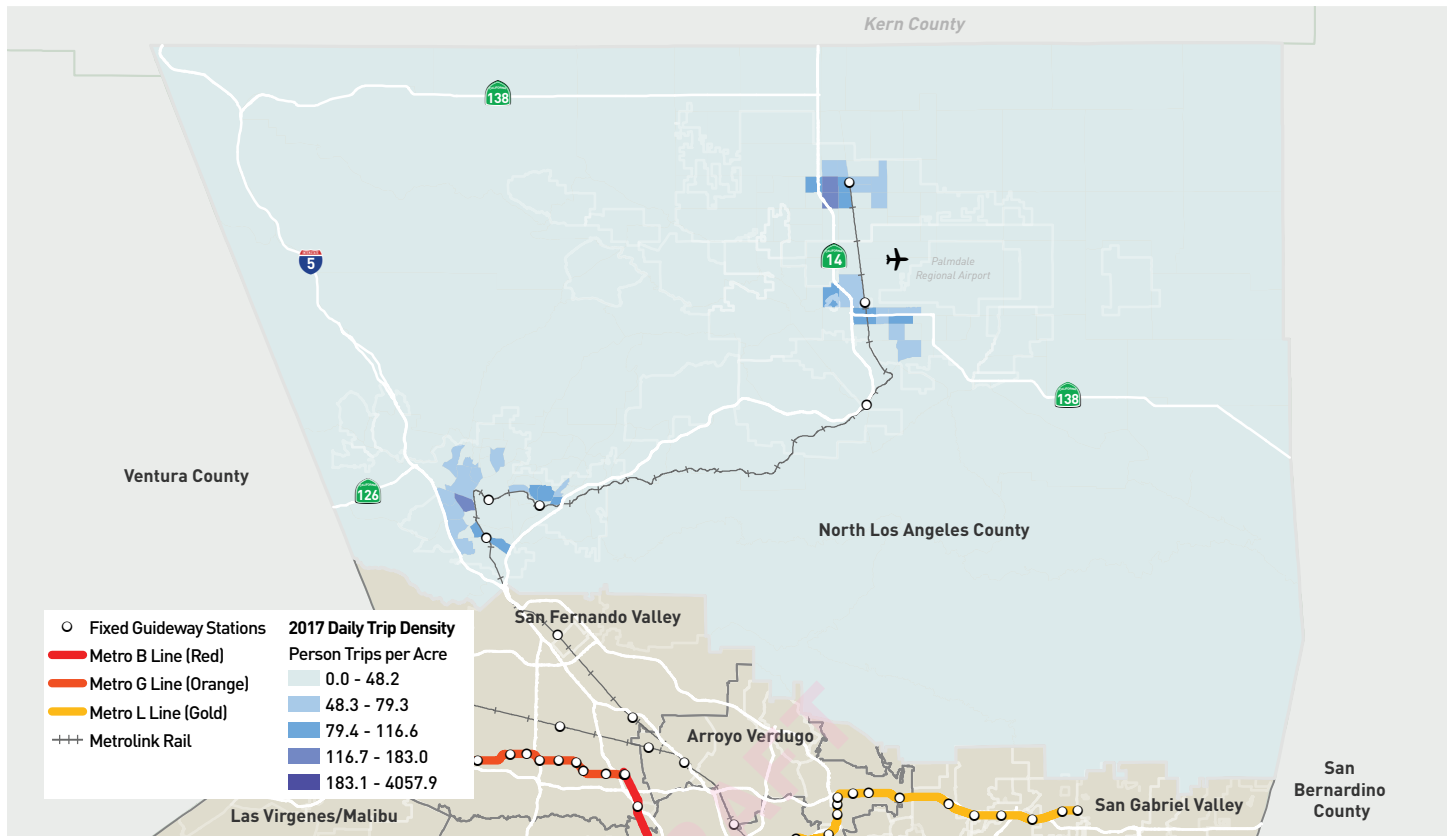 Kern County
138
14
Palmdale
Regional Airport
5
138
Ventura County
126
North Los Angeles County
San Fernando Valley
Fixed Guideway Stations
Metro B Line (Red)
Metro G Line (Orange)
Metro L Line (Gold)
Metrolink Rail
2017 Daily Trip Density
Person Trips per Acre
0.0 - 48.2
48.3 - 79.3
79.4 - 116.6
116.7 - 183.0
183.1 - 4057.9
Arroyo Verdugo
Las Virgenes/Malibu
San Gabriel Valley
San
Bernardino
County